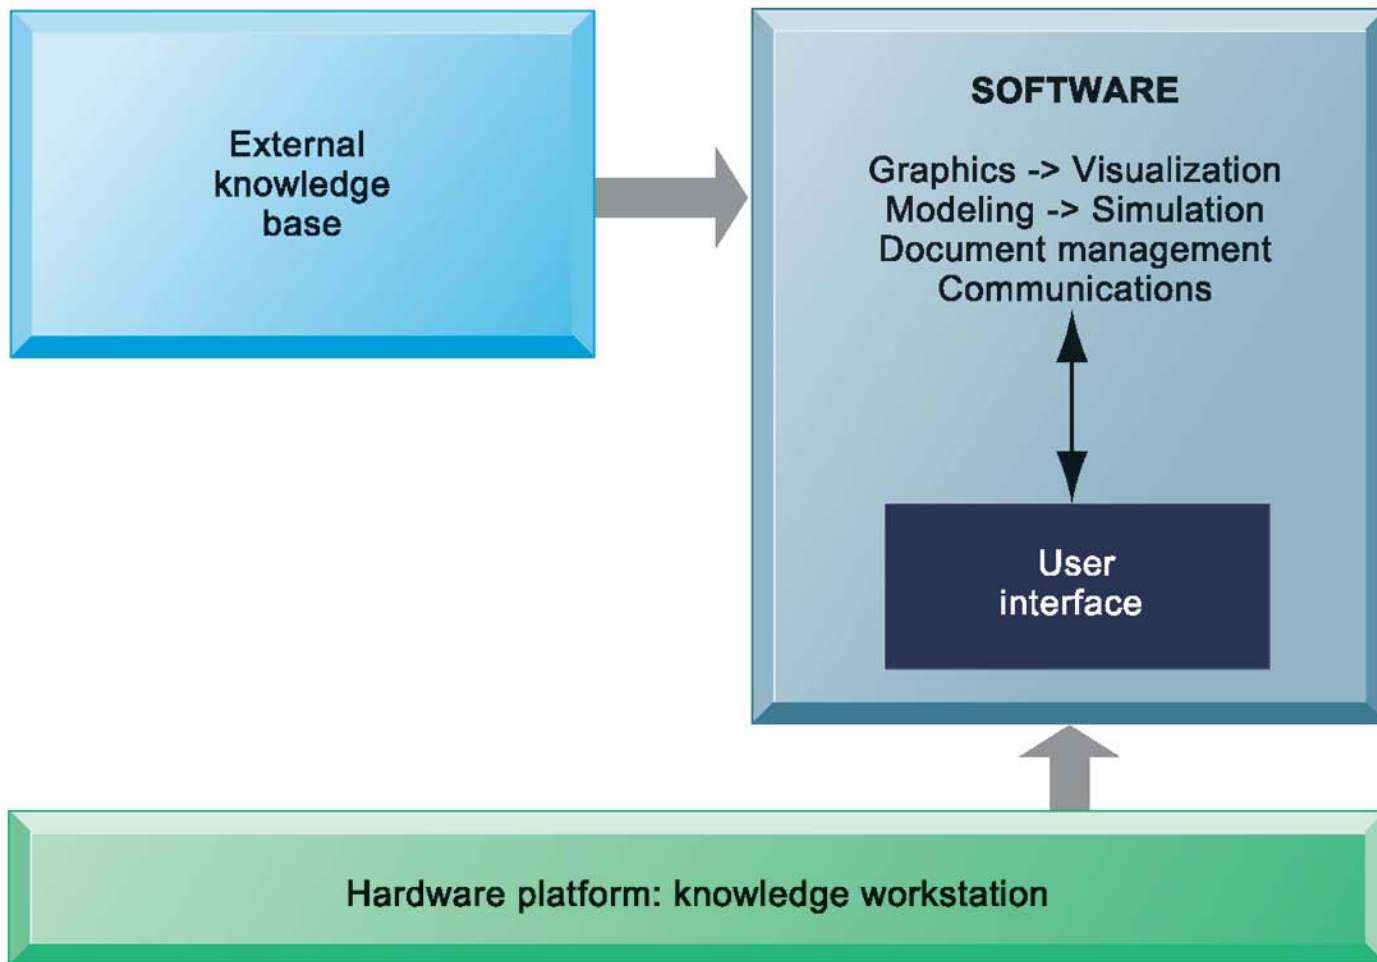 External
knowledge
base
SOFTWARE
Graphics -> Visualization
Modeling -> Simulation
Document management
Communications
User
interface
Hardware platform: knowledge workstation